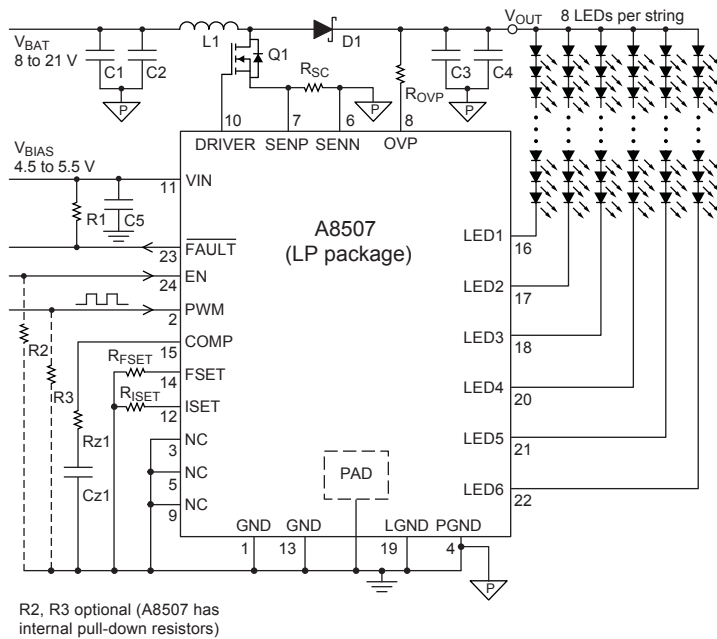 V_OUT 8 LEDs per string
V_BAT
8 to 21 V
L1
Q1
D1
C1 C2
R_SC
R_OVP
C3 C4
P
P
P
10 7 6 8
DRIVER SENP SENN OVP
V_BIAS
4.5 to 5.5 V
11 VIN
R1
C5
23 FAULT
24 EN
2 PWM
15 COMP
R_FSET
14 FSET
R_ISET
12 ISET
R2
R3
Rz1
Cz1
3 NC
5 NC
9 NC
A8507
(LP package)
LED1 16
LED2 17
LED3 18
LED4 20
LED5 21
LED6 22
PAD
GND GND LGND PGND
1 13 19 4
P
R2, R3 optional (A8507 has
internal pull-down resistors)